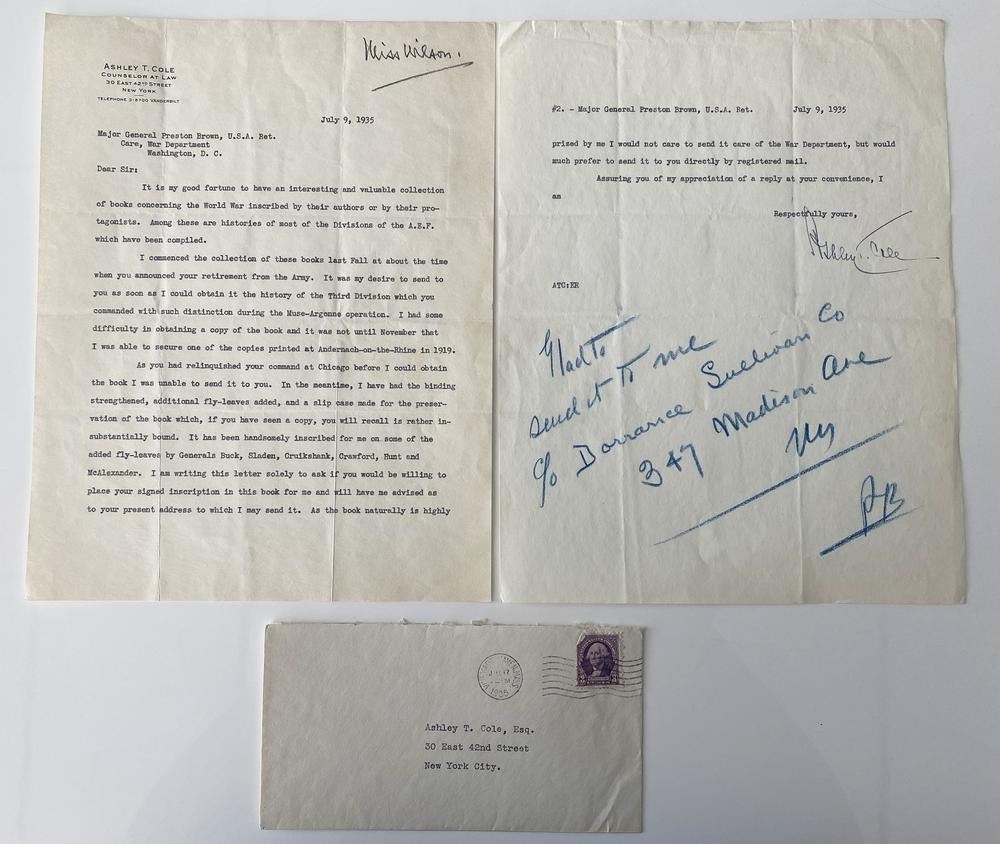 Miss Wilson.
ASHLEY T. COLE
COUNSELOR AT LAW
30 EAST 42ND STREET
NEW YORK
TELEPHONE 3-8700 VANDERBILT
July 9, 1935
Major General Preston Brown, U.S.A. Ret.
Care, War Department
Washington, D. C.
Dear Sir:
It is my good fortune to have an interesting and valuable collection
of books concerning the World War inscribed by their authors or by their pro-
tagonists. Among these are histories of most of the Divisions of the A.E.F.
which have been compiled.
I commenced the collection of these books last Fall at about the time
when you announced your retirement from the Army. It was my desire to send to
you as soon as I could obtain it the history of the Third Division which you
commanded with such distinction during the Muse-Argonne operation. I had some
difficulty in obtaining a copy of the book and it was not until November that
I was able to secure one of the copies printed at Andernach-on-the-Rhine in 1919.
As you had relinquished your command at Chicago before I could obtain
the book I was unable to send it to you. In the meantime, I have had the binding
strengthened, additional fly-leaves added, and a slip case made for the preser-
vation of the book which, if you have seen a copy, you will recall is rather in-
substantially bound. It has been handsomely inscribed for me on some of the
added fly-leaves by Generals Buck, Sladen, Cruikshank, Crawford, Hunt and
McAlexander. I am writing this letter solely to ask if you would be willing to
place your signed inscription in this book for me and will have me advised as
to your present address to which I may send it. As the book naturally is highly
#2. - Major General Preston Brown, U.S.A. Ret. July 9, 1935
prized by me I would not care to send it care of the War Department, but would
much prefer to send it to you directly by registered mail.
Assuring you of my appreciation of a reply at your convenience, I
am
Respectfully yours,
Ashley T. Cole
ATC:ER
Glad to
send it to me
c/o Dorrance Sullivan Co
347 Madison Ave
NY
PB
1935
Ashley T. Cole, Esq.
30 East 42nd Street
New York City.